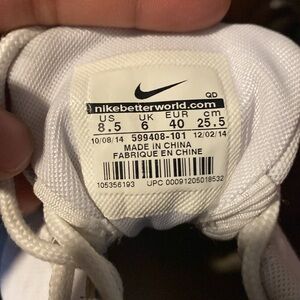 QD
nikebetterworld.com
US UK EUR cm
8.5 6 40 25.5
10/08/14 599408-101 12/02/14
MADE IN CHINA
FABRIQUE EN CHINE
105356193 UPC 00091205018532